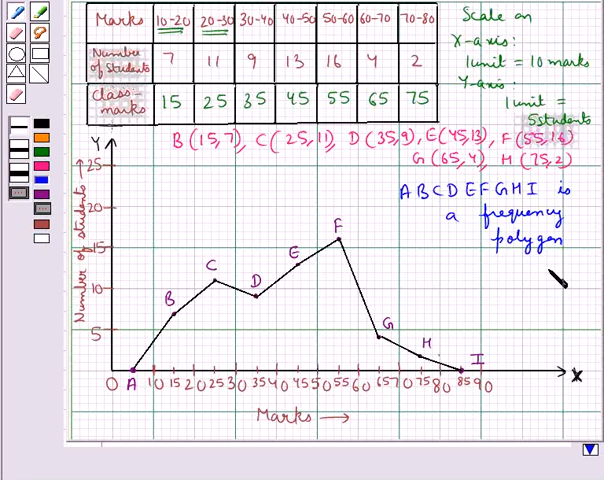 Marks 10-20 20-30 30-40 40-50 50-60 60-70 70-80
Number of students 7 11 9 13 16 4 2
Class-marks 15 25 35 45 55 65 75
Scale on
X-axis:
1unit = 10 marks
Y-axis:
1unit =
5students
B(15,7), C(25,11), D(35,9), E(45,13), F(55,16)
G(65,4), H(75,2)
ABCDEFGHI is
a frequency
polygon
Y
25
20
15
10
5
Number of students
A
B
C
D
E
F
G
H
I
0 10 15 20 25 30 35 40 45 50 55 60 65 70 75 80 85 90
X
Marks